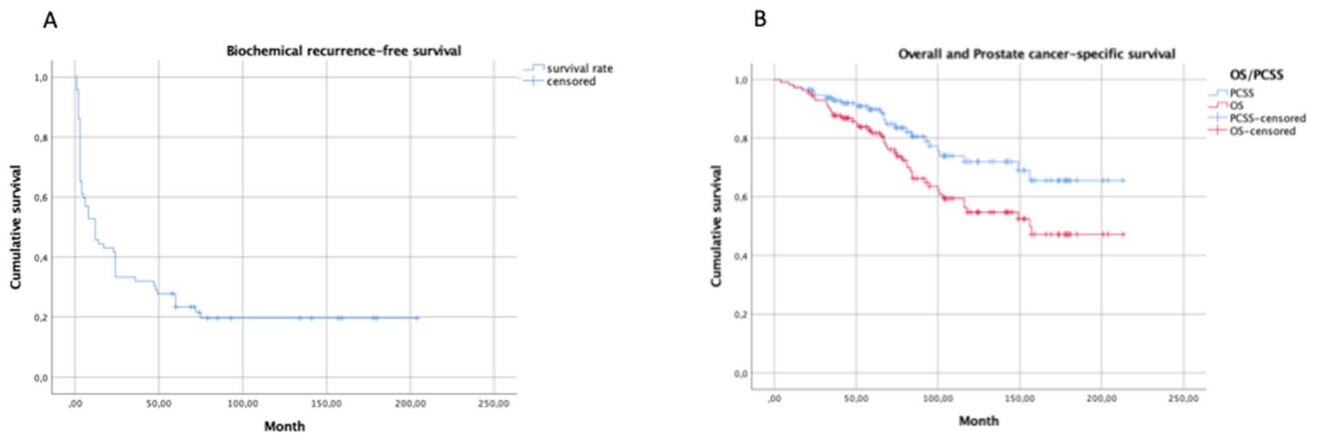 A
Biochemical recurrence-free survival
survival rate
censored
Cumulative survival
1,0
0,8
0,6
0,4
0,2
0,0
,00 50,00 100,00 150,00 200,00 250,00
Month
B
Overall and Prostate cancer-specific survival
OS/PCSS
PCSS
OS
PCSS-censored
OS-censored
Cumulative survival
1,0
0,8
0,6
0,4
0,2
0,0
,00 50,00 100,00 150,00 200,00 250,00
Month